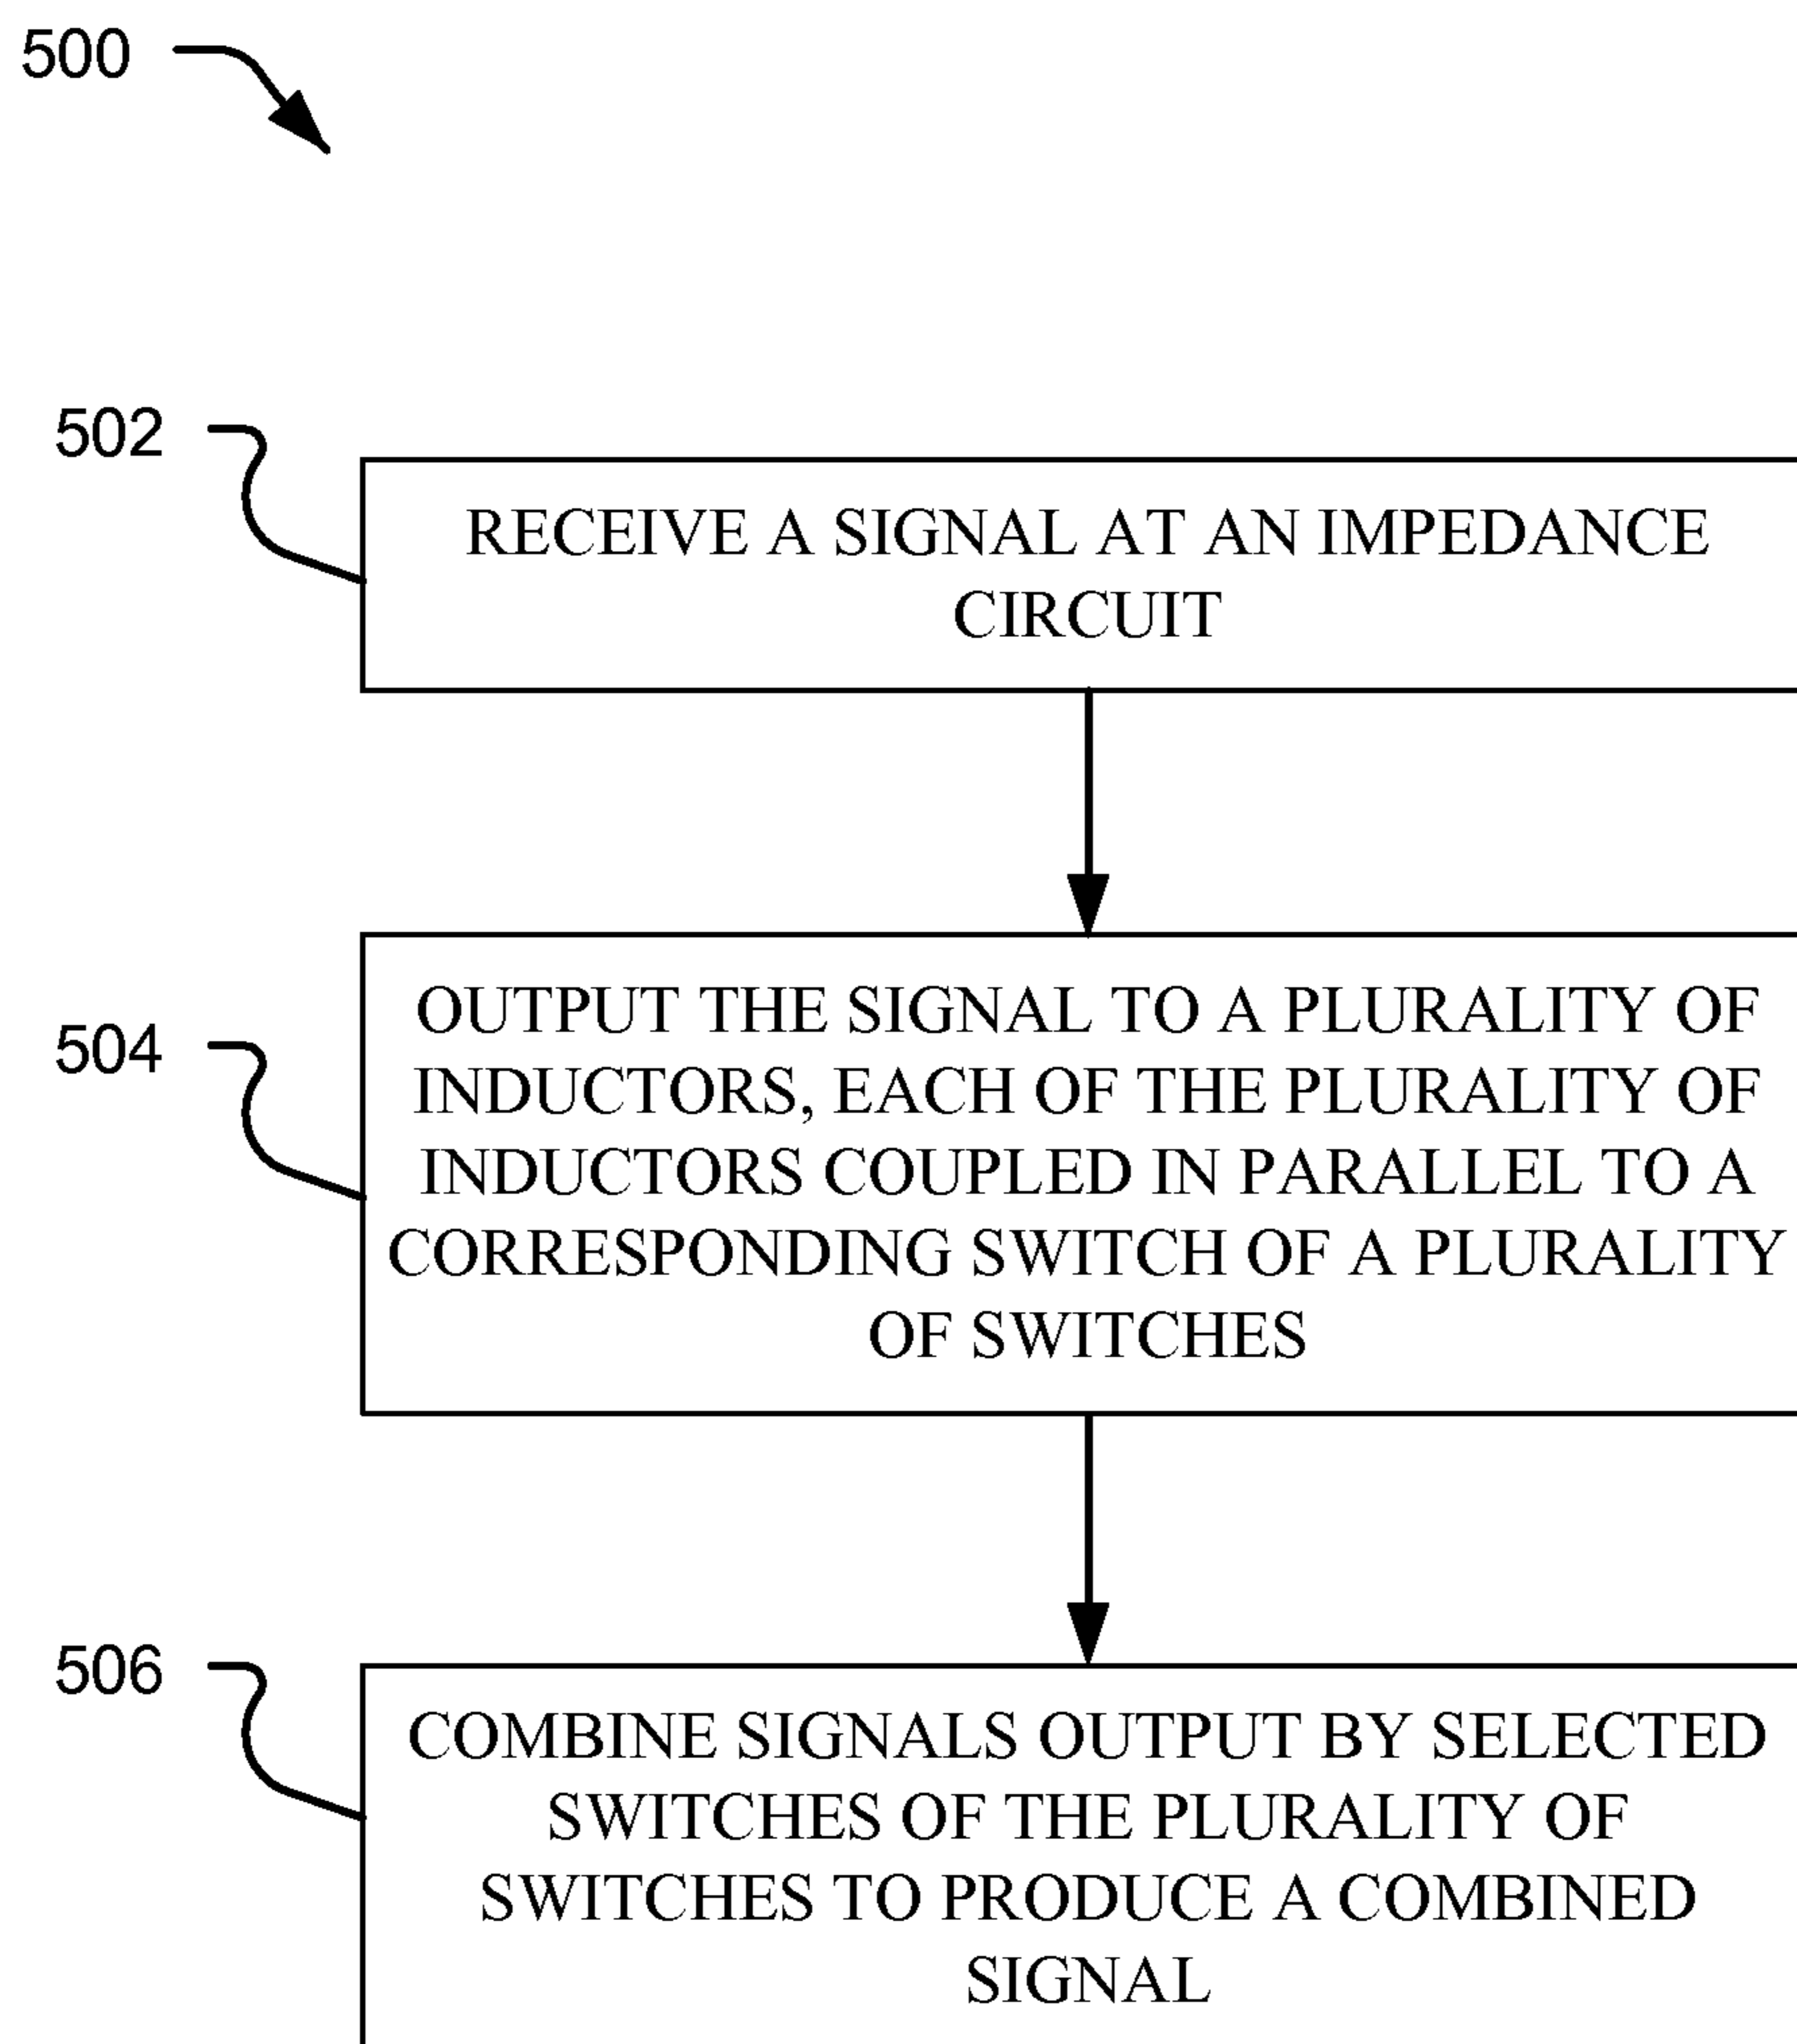 500
502
RECEIVE A SIGNAL AT AN IMPEDANCE
CIRCUIT
504
OUTPUT THE SIGNAL TO A PLURALITY OF
INDUCTORS, EACH OF THE PLURALITY OF
INDUCTORS COUPLED IN PARALLEL TO A
CORRESPONDING SWITCH OF A PLURALITY
OF SWITCHES
506
COMBINE SIGNALS OUTPUT BY SELECTED
SWITCHES OF THE PLURALITY OF
SWITCHES TO PRODUCE A COMBINED
SIGNAL